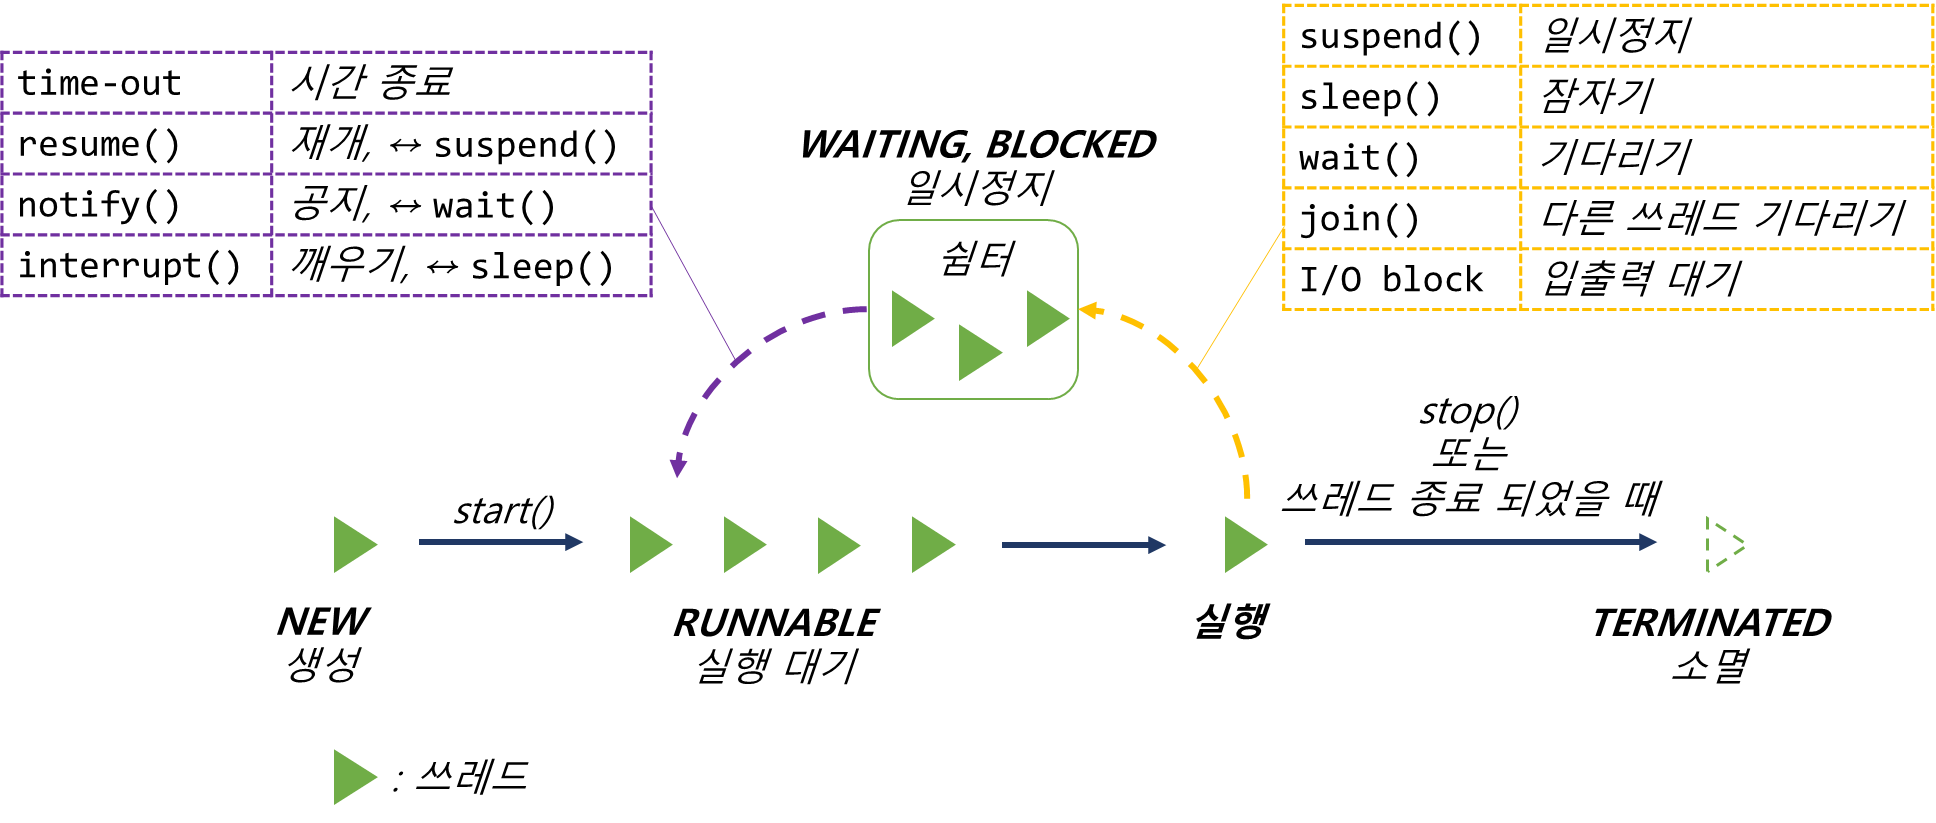 time-out 시간 종료
resume() 재개, ↔ suspend()
notify() 공지, ↔ wait()
interrupt() 깨우기, ↔ sleep()
WAITING, BLOCKED
일시정지
쉼터
suspend() 일시정지
sleep() 잠자기
wait() 기다리기
join() 다른 쓰레드 기다리기
I/O block 입출력 대기
start()
stop()
또는
쓰레드 종료 되었을 때
NEW
생성
RUNNABLE
실행 대기
실행
TERMINATED
소멸
: 쓰레드